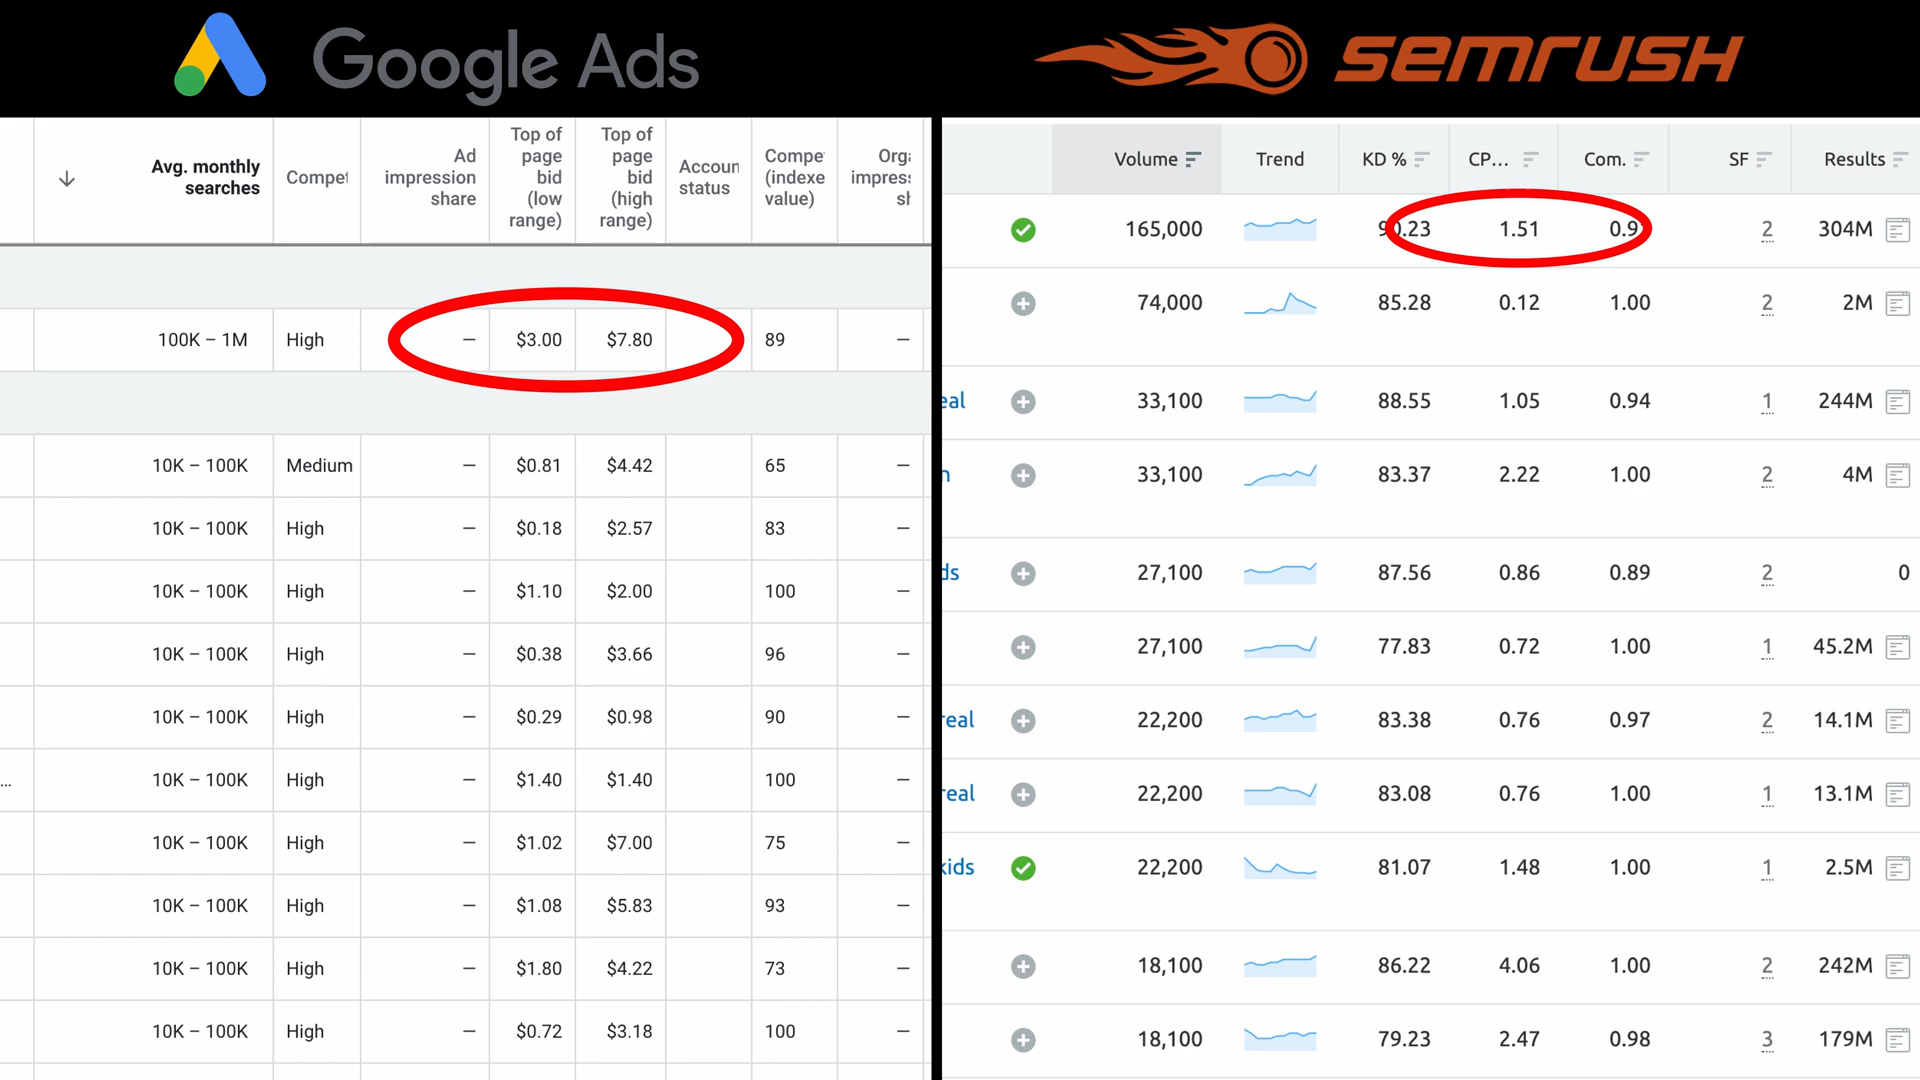 Google Ads
semrush
Avg. monthly searches Compet Ad impression share Top of page bid (low range) Top of page bid (high range) Accoun status Compe (indexe value) Orga impress sh
100K – 1M High – $3.00 $7.80 89 –
10K – 100K Medium – $0.81 $4.42 65 –
10K – 100K High – $0.18 $2.57 83 –
10K – 100K High – $1.10 $2.00 100 –
10K – 100K High – $0.38 $3.66 96 –
10K – 100K High – $0.29 $0.98 90 –
... 10K – 100K High – $1.40 $1.40 100 –
10K – 100K High – $1.02 $7.00 75 –
10K – 100K High – $1.08 $5.83 93 –
10K – 100K High – $1.80 $4.22 73 –
10K – 100K High – $0.72 $3.18 100 –
Volume Trend KD % CP... Com. SF Results
165,000 90.23 1.51 0.9 2 304M
74,000 85.28 0.12 1.00 2 2M
eal 33,100 88.55 1.05 0.94 1 244M
n 33,100 83.37 2.22 1.00 2 4M
ds 27,100 87.56 0.86 0.89 2 0
27,100 77.83 0.72 1.00 1 45.2M
real 22,200 83.38 0.76 0.97 2 14.1M
real 22,200 83.08 0.76 1.00 1 13.1M
kids 22,200 81.07 1.48 1.00 1 2.5M
18,100 86.22 4.06 1.00 2 242M
18,100 79.23 2.47 0.98 3 179M